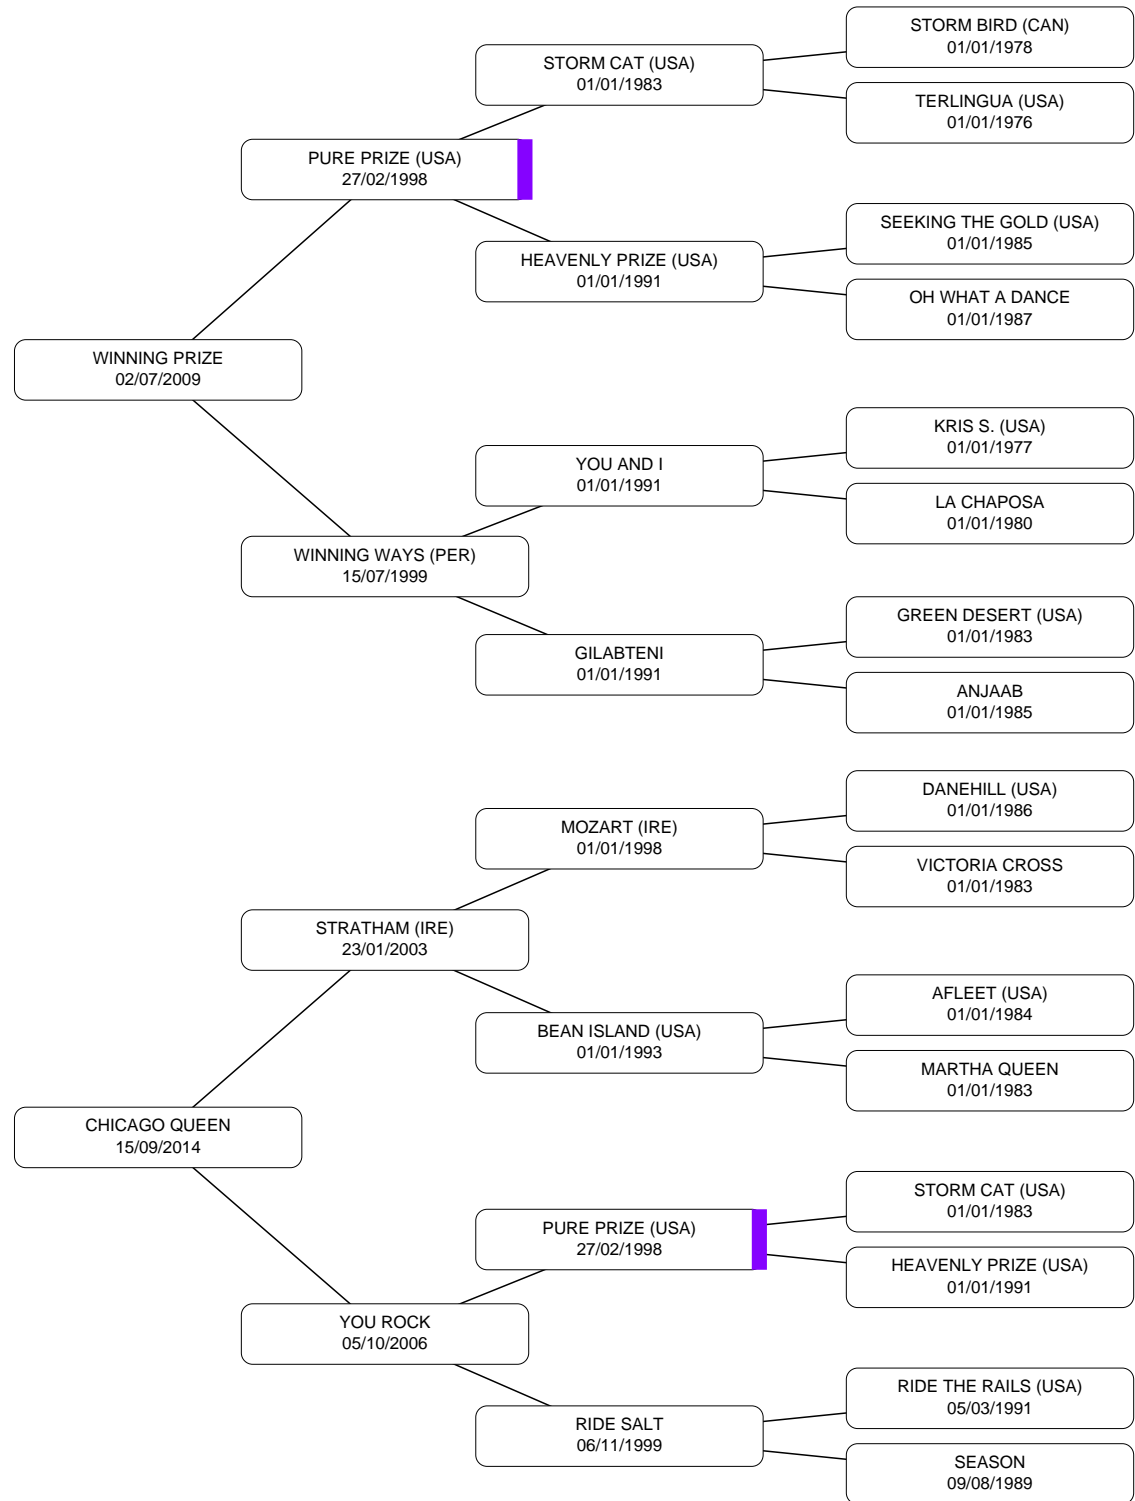 STORM BIRD (CAN)
01/01/1978
STORM CAT (USA)
01/01/1983
TERLINGUA (USA)
01/01/1976
PURE PRIZE (USA)
27/02/1998
SEEKING THE GOLD (USA)
01/01/1985
HEAVENLY PRIZE (USA)
01/01/1991
OH WHAT A DANCE
01/01/1987
WINNING PRIZE
02/07/2009
KRIS S. (USA)
01/01/1977
YOU AND I
01/01/1991
LA CHAPOSA
01/01/1980
WINNING WAYS (PER)
15/07/1999
GREEN DESERT (USA)
01/01/1983
GILABTENI
01/01/1991
ANJAAB
01/01/1985
DANEHILL (USA)
01/01/1986
MOZART (IRE)
01/01/1998
VICTORIA CROSS
01/01/1983
STRATHAM (IRE)
23/01/2003
AFLEET (USA)
01/01/1984
BEAN ISLAND (USA)
01/01/1993
MARTHA QUEEN
01/01/1983
CHICAGO QUEEN
15/09/2014
STORM CAT (USA)
01/01/1983
PURE PRIZE (USA)
27/02/1998
HEAVENLY PRIZE (USA)
01/01/1991
YOU ROCK
05/10/2006
RIDE THE RAILS (USA)
05/03/1991
RIDE SALT
06/11/1999
SEASON
09/08/1989